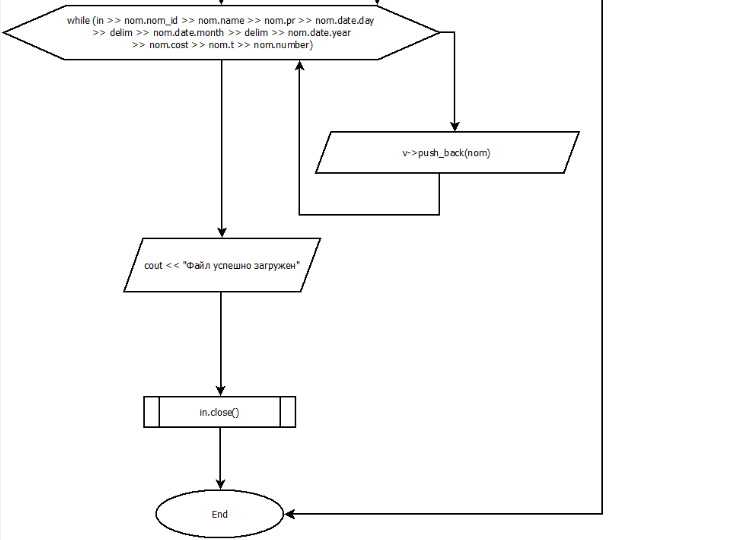 while (in >> nom.nom_id >> nom.name >> nom.pr >> nom.date.day
>> delim >> nom.date.month >> delim >> nom.date.year
>> nom.cost >> nom.t >> nom.number)
v->push_back(nom)
cout << "Файл успешно загружен"
in.close()
End